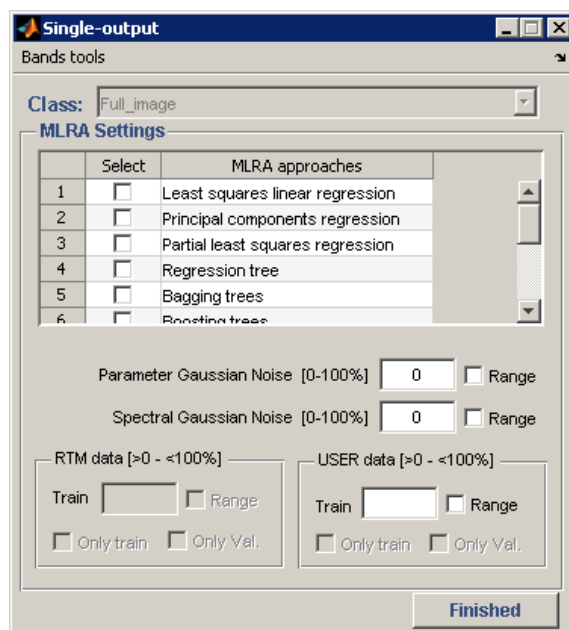 Single-output
Bands tools
Class: Full_image
MLRA Settings
Select MLRA approaches
1 Least squares linear regression
2 Principal components regression
3 Partial least squares regression
4 Regression tree
5 Bagging trees
6 Boosting trees
Parameter Gaussian Noise [0-100%] 0 Range
Spectral Gaussian Noise [0-100%] 0 Range
RTM data [>0 - <100%]
Train Range
Only train Only Val.
USER data [>0 - <100%]
Train Range
Only train Only Val.
Finished